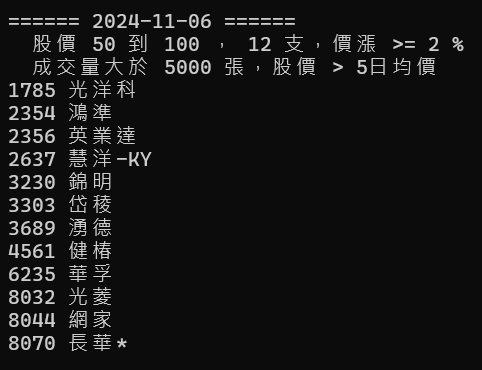 ====== 2024-11-06 ======
股價 50 到 100 ， 12 支，價漲 >= 2 %
成交量大於 5000 張，股價 > 5日均價
1785 光洋科
2354 鴻準
2356 英業達
2637 慧洋-KY
3230 錦明
3303 岱稜
3689 湧德
4561 健椿
6235 華孚
8032 光菱
8044 網家
8070 長華*